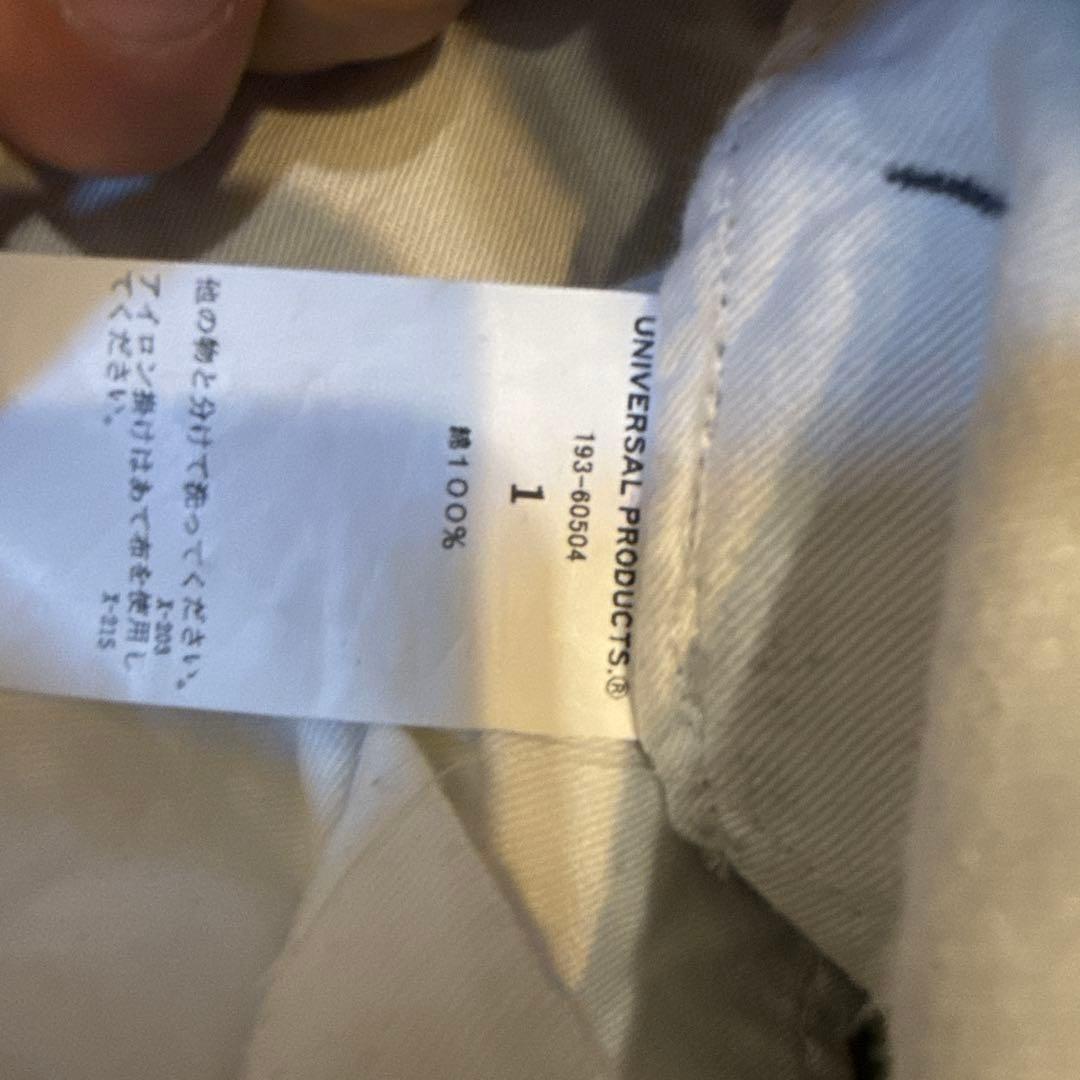 UNIVERSAL PRODUCTS.®
193-60504
1
綿100%
他の物と分けて洗ってください。
X-203
アイロン掛けはあて布を使用し
てください。
X-215